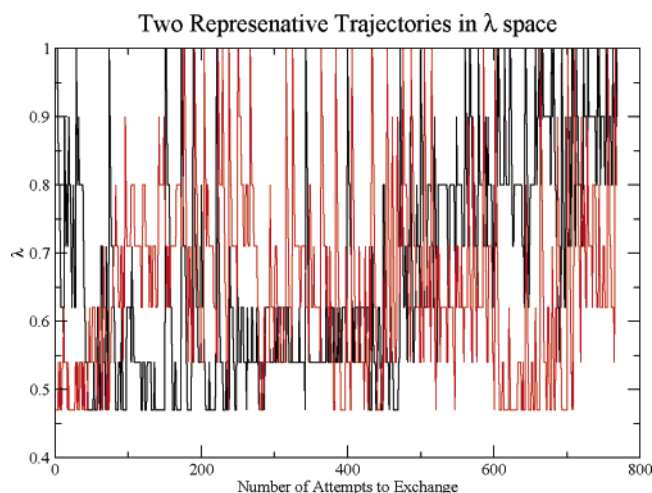 Two Represenative Trajectories in λ space
1
0.9
0.8
0.7
0.6
0.5
0.4
λ
0 200 400 600 800
Number of Attempts to Exchange